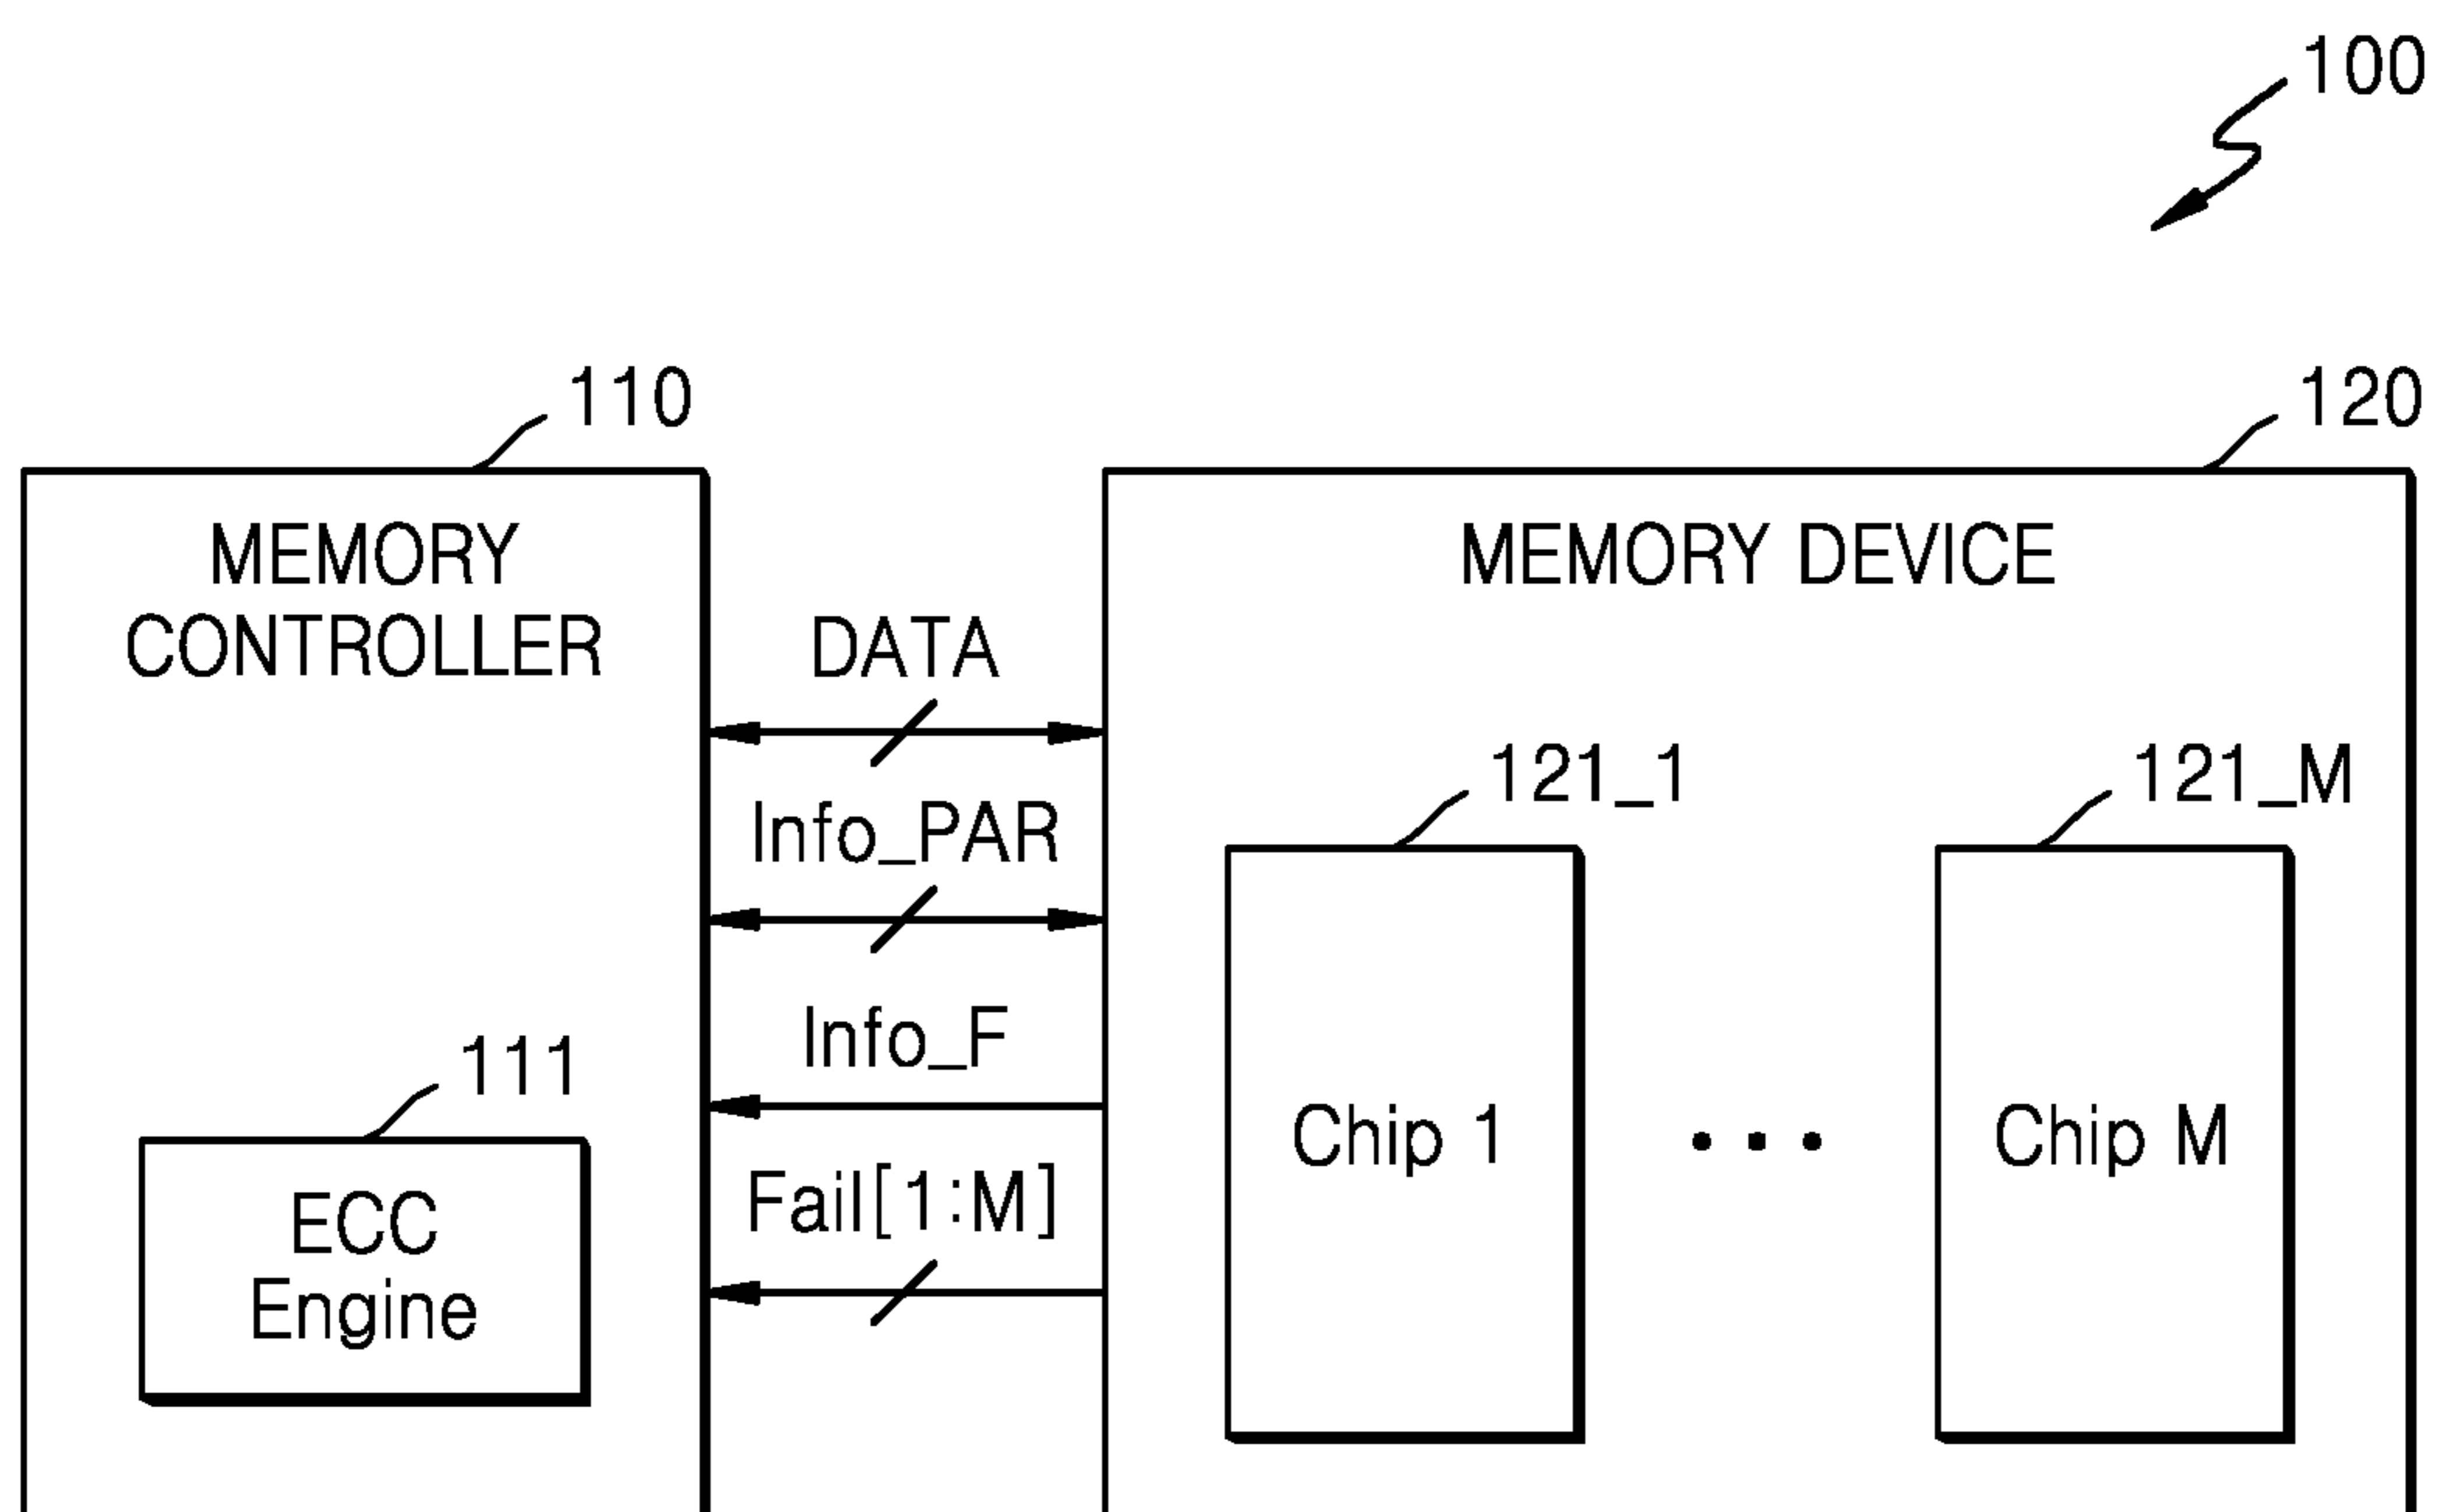 100
110
120
MEMORY
CONTROLLER
MEMORY DEVICE
DATA
Info_PAR
Info_F
Fail[1:M]
111
ECC
Engine
121_1
121_M
Chip 1
Chip M